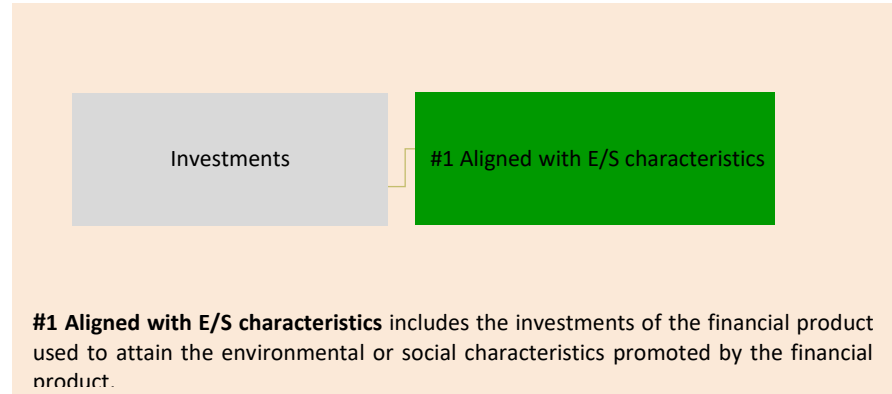 Investments
#1 Aligned with E/S characteristics
#1 Aligned with E/S characteristics includes the investments of the financial product
used to attain the environmental or social characteristics promoted by the financial
product.